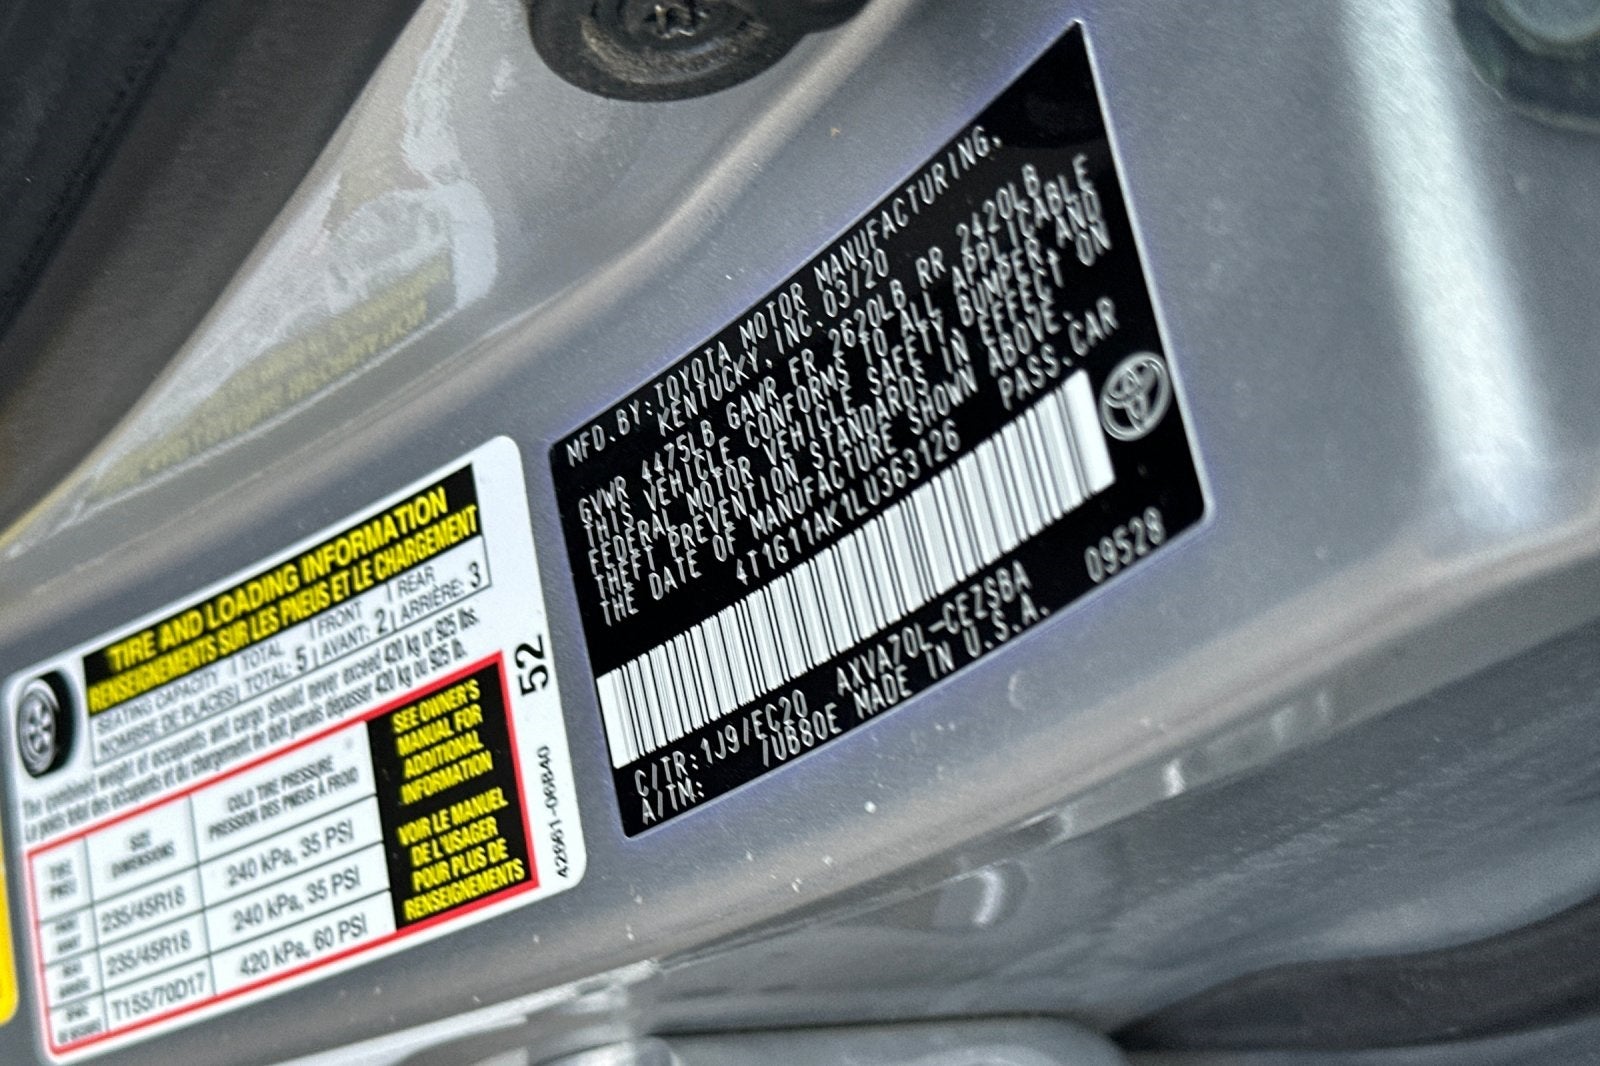 MFD.BY:TOYOTA MOTOR MANUFACTURING,
KENTUCKY, INC.03/20
GVWR 4475LB GAWR FR 2620LB RR 2420LB
THIS VEHICLE CONFORMS TO ALL APPLICABLE
FEDERAL MOTOR VEHICLE SAFETY, BUMPER, AND
THEFT PREVENTION STANDARDS IN EFFECT ON
THE DATE OF MANUFACTURE SHOWN ABOVE.
4T1G11AK1LU363126 PASS.CAR
09528
C/TR:1J9/EC20 AXVA70L-CEZSBA
A/TM: /UB80E MADE IN U.S.A.
TIRE AND LOADING INFORMATION
RENSEIGNEMENTS SUR LES PNEUS ET LE CHARGEMENT
SEATING CAPACITY TOTAL FRONT REAR
NOMBRE DE PLACES TOTAL: 5 AVANT: 2 ARRIÈRE: 3
The combined weight of occupants and cargo should never exceed 420 kg or 925 lbs.
Le poids total des occupants et du chargement ne doit jamais dépasser 420 kg ou 925 lb.
TIRE SIZE COLD TIRE PRESSURE
PNEU DIMENSIONS PRESSION DES PNEUS À FROID
235/45R18 240 kPa, 35 PSI
235/45R18 240 kPa, 35 PSI
T155/70D17 420 kPa, 60 PSI
SEE OWNER'S
MANUAL FOR
ADDITIONAL
INFORMATION
VOIR LE MANUEL
DE L'USAGER
POUR PLUS DE
RENSEIGNEMENTS
52
42661-06840